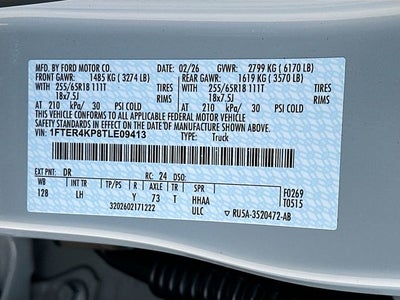 MFD. BY FORD MOTOR CO. 02/26 GVWR: 2799 KG ( 6170 LB)
FRONT GAWR: 1485 KG ( 3274 LB) REAR GAWR: 1619 KG ( 3570 LB)
255/65R18 111T TIRES 255/65R18 111T TIRES
18x7.5J RIMS 18x7.5J RIMS
AT 210 kPa/ 30 PSI COLD AT 210 kPa/ 30 PSI COLD
THIS VEHICLE CONFORMS TO ALL APPLICABLE FEDERAL MOTOR VEHICLE SAFETY AND THEFT PREVENTION STANDARDS IN EFFECT ON THE DATE OF MANUFACTURE SHOWN ABOVE.
VIN: 1FTER4KP8TLE09413 TYPE: Truck
EXT PNT: DR RC: 24 DSO: F0269
WB INT TR TP/PS R AXLE TR SPR T0515
128 LH Y 73 T HHAA
3202602171222 ULC ▼ RU5A-3520472-AB